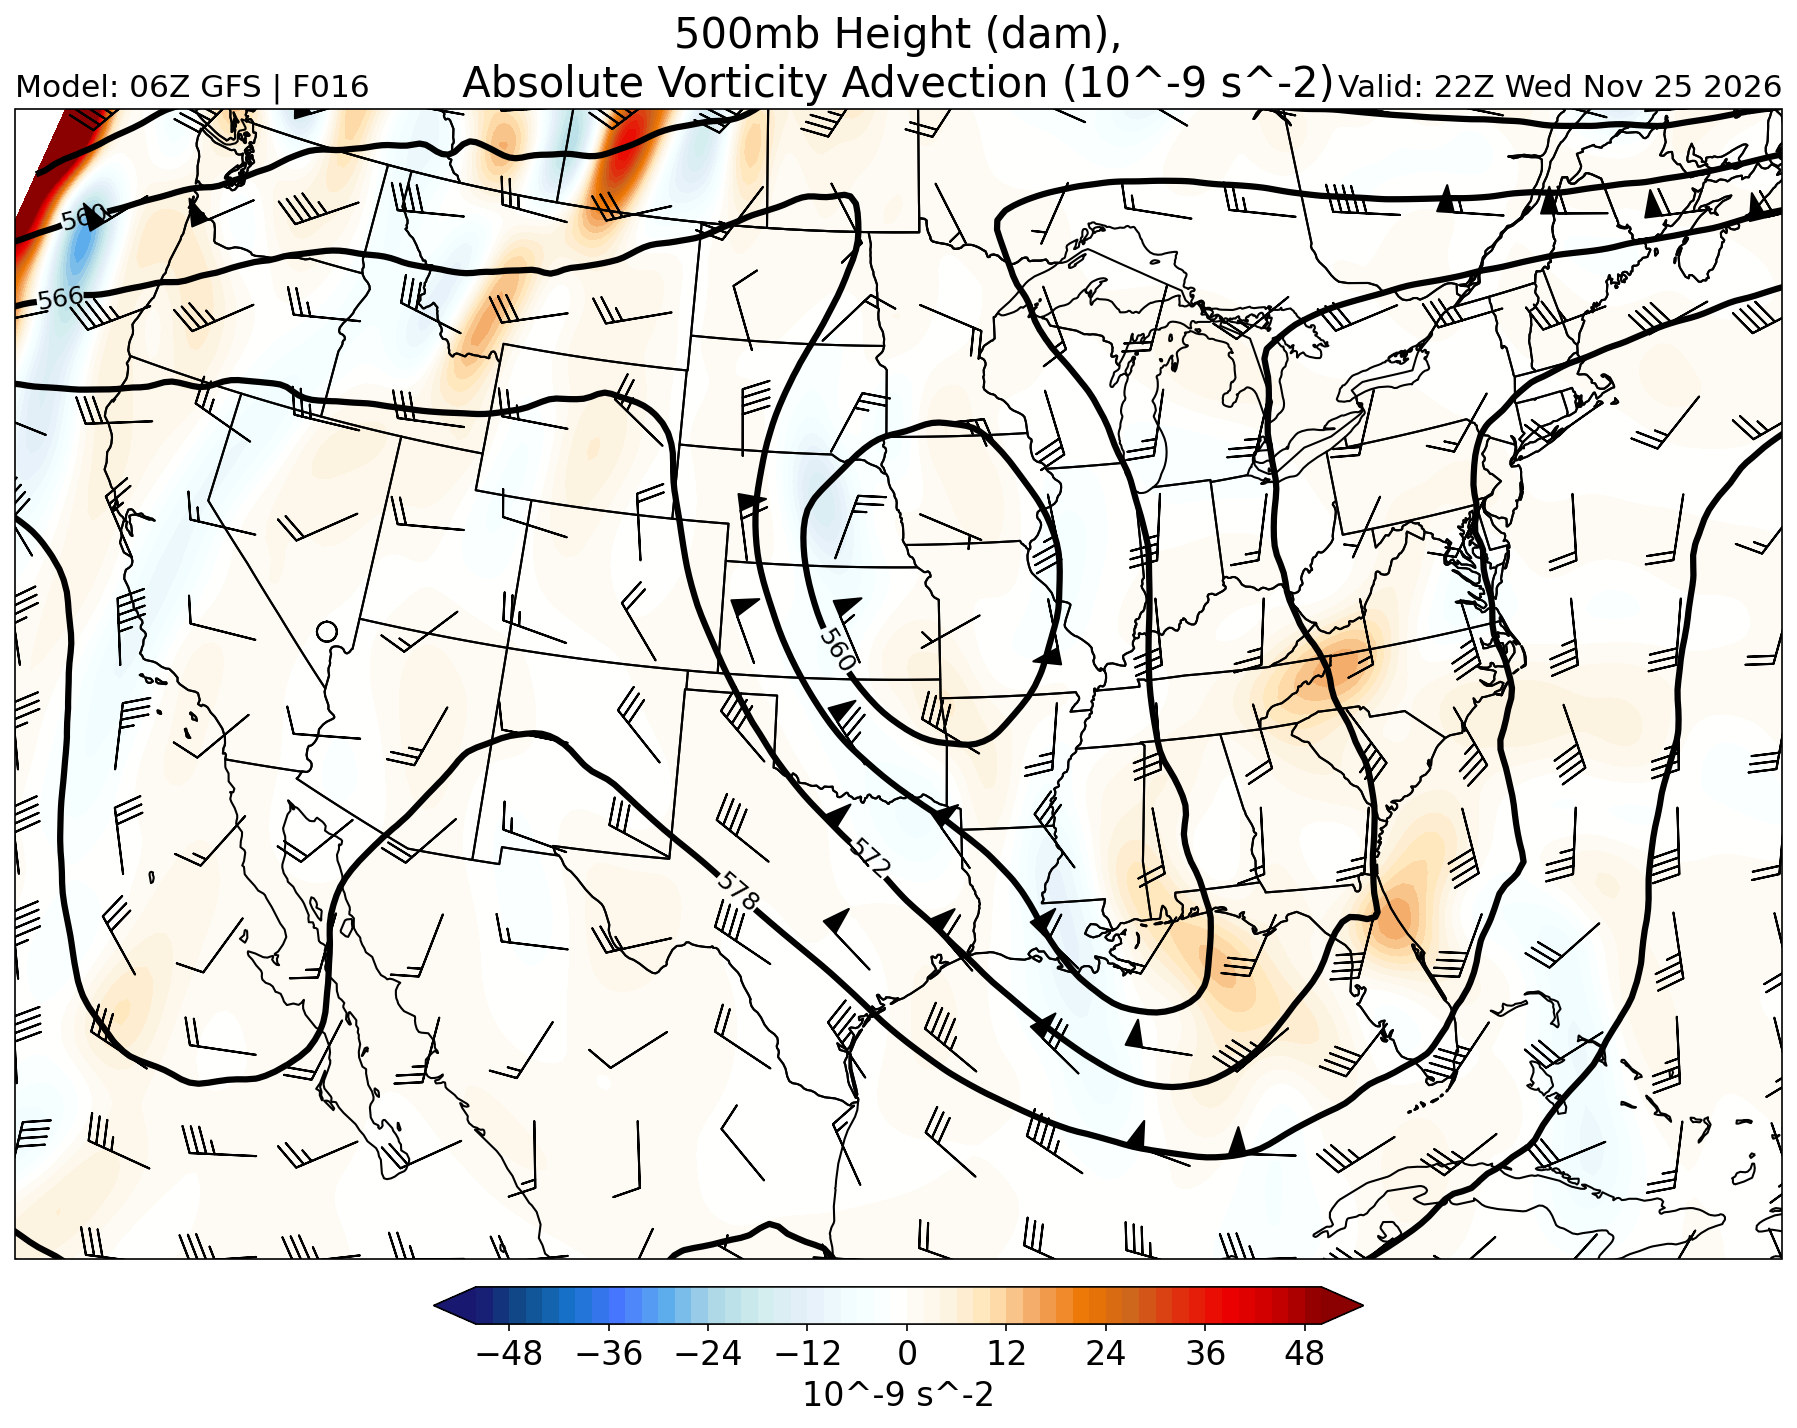 500mb Height (dam),
Model: 06Z GFS | F016
Absolute Vorticity Advection (10^-9 s^-2)
Valid: 22Z Wed Nov 25 2026
560
566
560
572
578
−48 −36 −24 −12 0 12 24 36 48
10^-9 s^-2